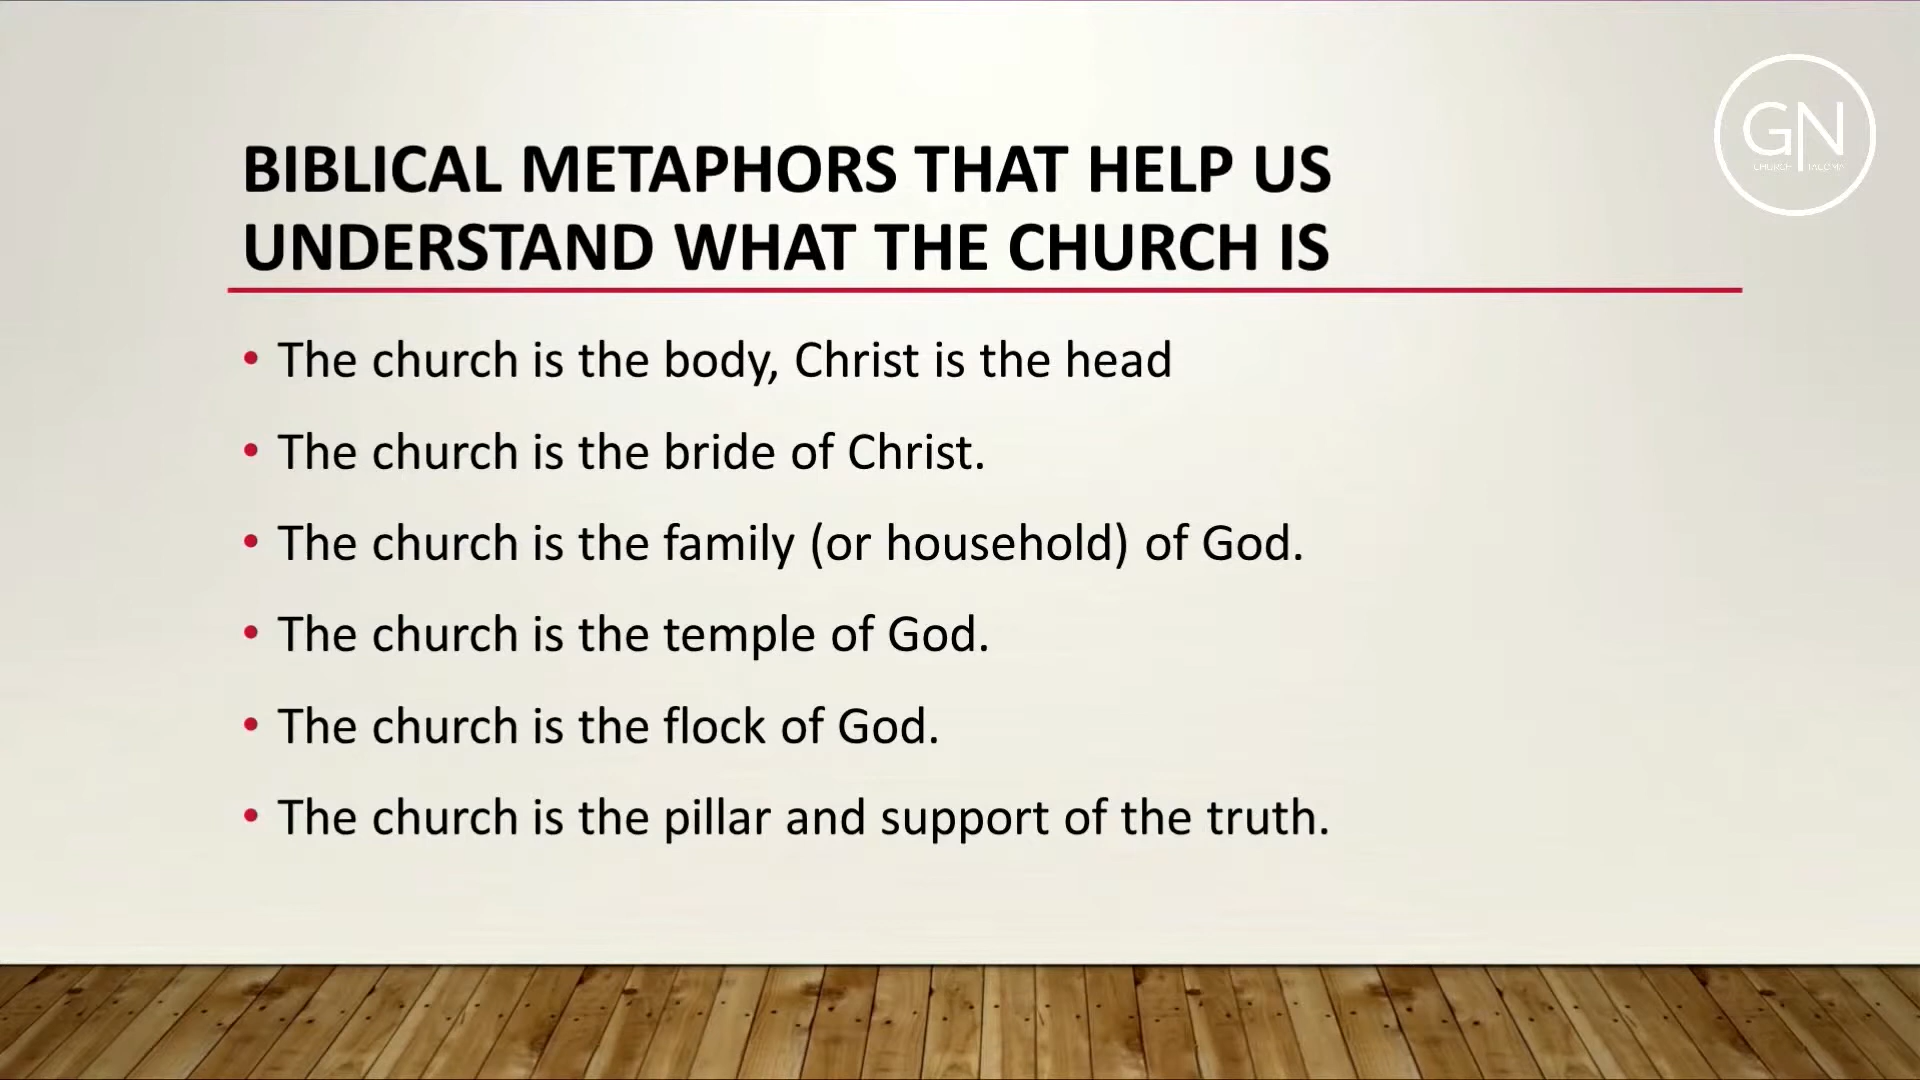 GN
CHURCH TACOMA
BIBLICAL METAPHORS THAT HELP US
UNDERSTAND WHAT THE CHURCH IS
• The church is the body, Christ is the head
• The church is the bride of Christ.
• The church is the family (or household) of God.
• The church is the temple of God.
• The church is the flock of God.
• The church is the pillar and support of the truth.